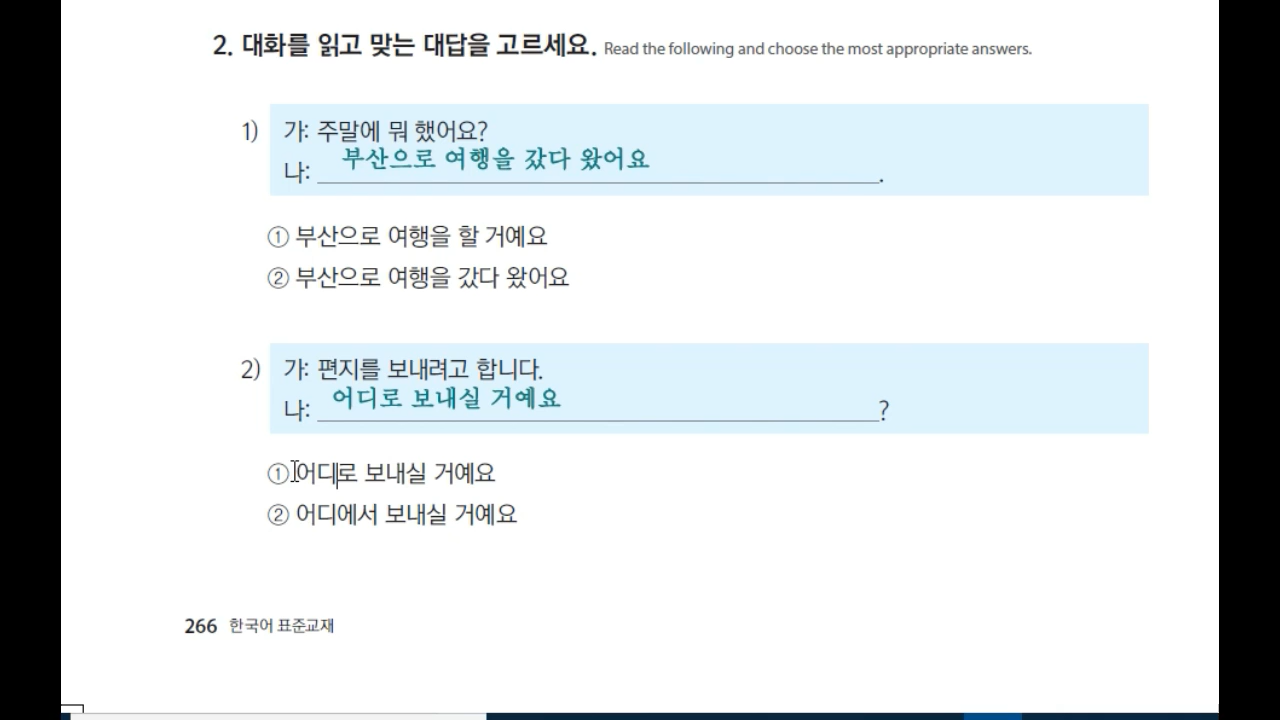 2. 대화를 읽고 맞는 대답을 고르세요. Read the following and choose the most appropriate answers.
1) 가: 주말에 뭐 했어요?
부산으로 여행을 갔다 왔어요
나: ____________________.
① 부산으로 여행을 할 거예요
② 부산으로 여행을 갔다 왔어요
2) 가: 편지를 보내려고 합니다.
어디로 보내실 거예요
나: ____________________?
① 어디로 보내실 거예요
② 어디에서 보내실 거예요
266 한국어 표준교재